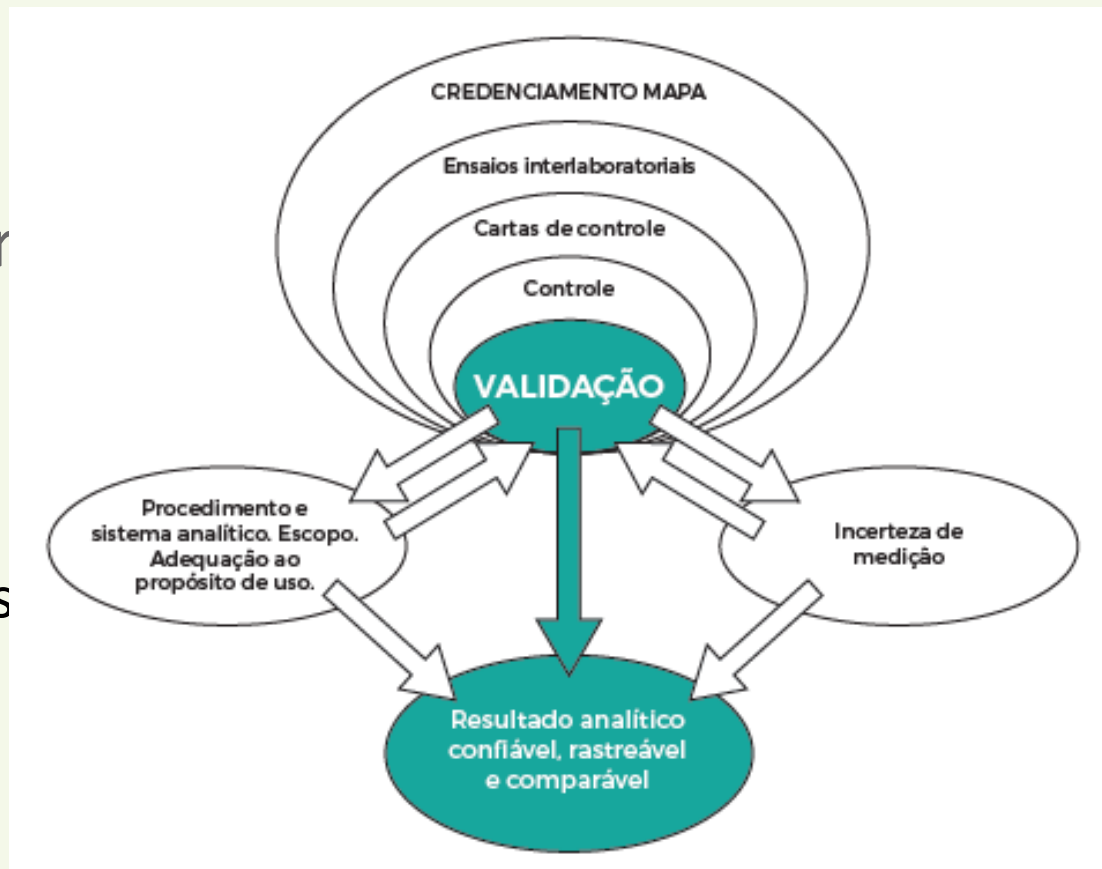 CREDENCIAMENTO MAPA
Ensaios interlaboratoriais
Cartas de controle
Controle
VALIDAÇÃO
Procedimento e
sistema analítico. Escopo.
Adequação ao
propósito de uso.
Incerteza de
medição
Resultado analítico
confiável, rastreável
e comparável